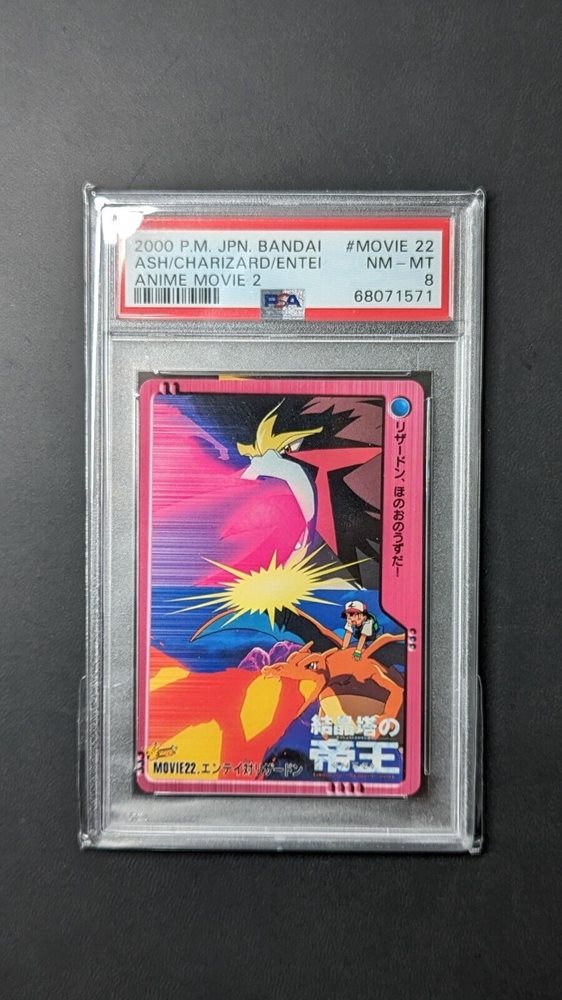 2000 P.M. JPN. BANDAI #MOVIE 22
ASH/CHARIZARD/ENTEI NM - MT
ANIME MOVIE 2 8
PSA 68071571
リザードン、ほのおのうずだ!
結晶塔の
帝王
MOVIE22.エンテイ対リザードン